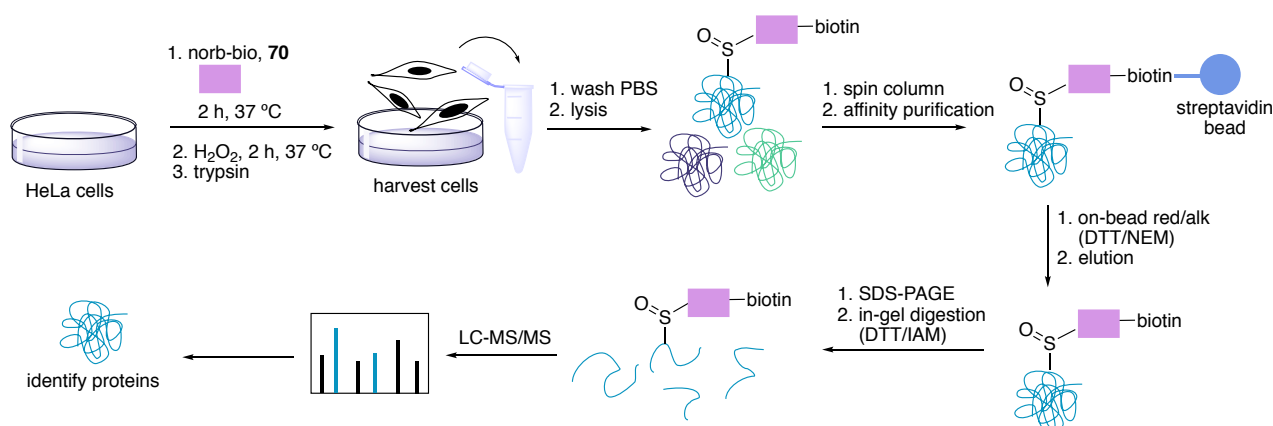 1. norb-bio, 70
2 h, 37 ºC
2. H₂O₂, 2 h, 37 ºC
3. trypsin
HeLa cells
harvest cells
1. wash PBS
2. lysis
O
S
biotin
1. spin column
2. affinity purification
O
S
biotin
streptavidin
bead
1. on-bead red/alk
(DTT/NEM)
2. elution
O
S
biotin
1. SDS-PAGE
2. in-gel digestion
(DTT/IAM)
O
S
biotin
LC-MS/MS
identify proteins